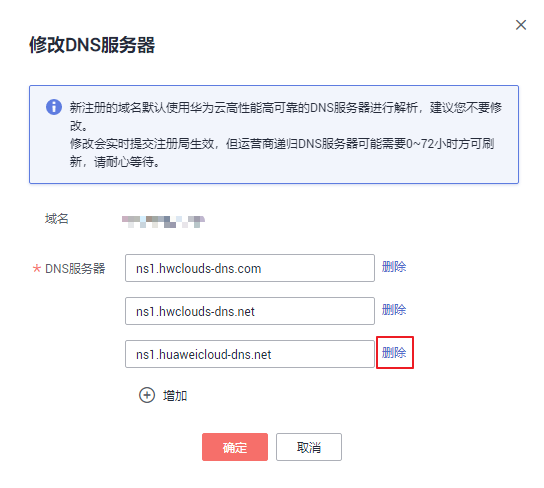 修改DNS服务器
新注册的域名默认使用华为云高性能高可靠的DNS服务器进行解析，建议您不要修
改。
修改会实时提交注册局生效，但运营商递归DNS服务器可能需要0~72小时方可刷
新，请耐心等待。
域名
* DNS服务器 ns1.hwclouds-dns.com 删除
ns1.hwclouds-dns.net 删除
ns1.huaweicloud-dns.net 删除
增加
确定 取消